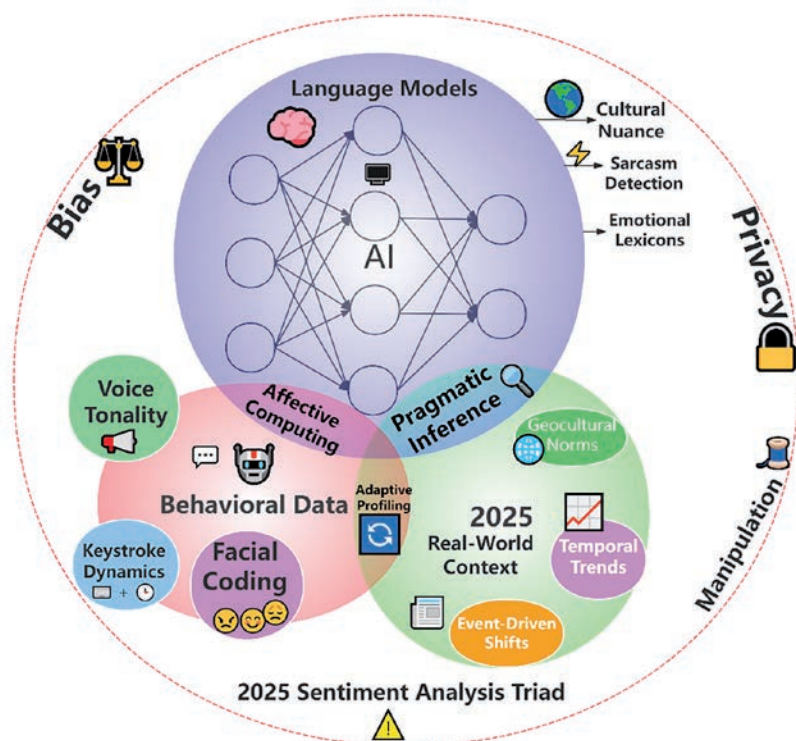 Language Models
AI
Cultural
Nuance
Sarcasm
Detection
Emotional
Lexicons
Bias
Privacy
Manipulation
Affective
Computing
Pragmatic
Inference
Voice
Tonality
Behavioral Data
Adaptive
Profiling
Keystroke
Dynamics
+
Facial
Coding
Geocultural
Norms
2025
Real-World
Context
Temporal
Trends
Event-Driven
Shifts
2025 Sentiment Analysis Triad